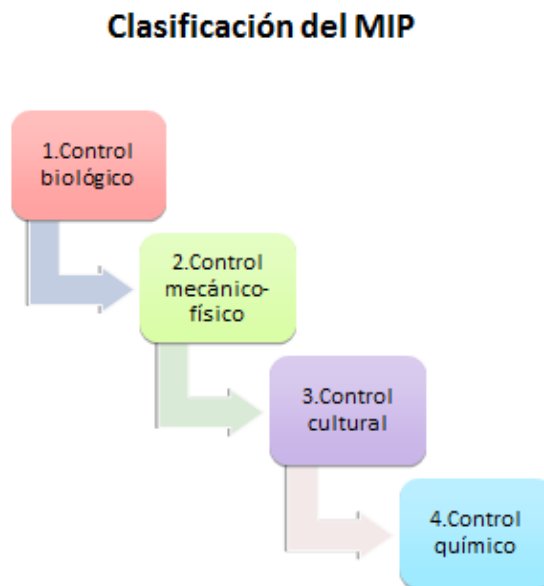 Clasificación del MIP
1.Control
biológico
2.Control
mecánico-
físico
3.Control
cultural
4.Control
químico